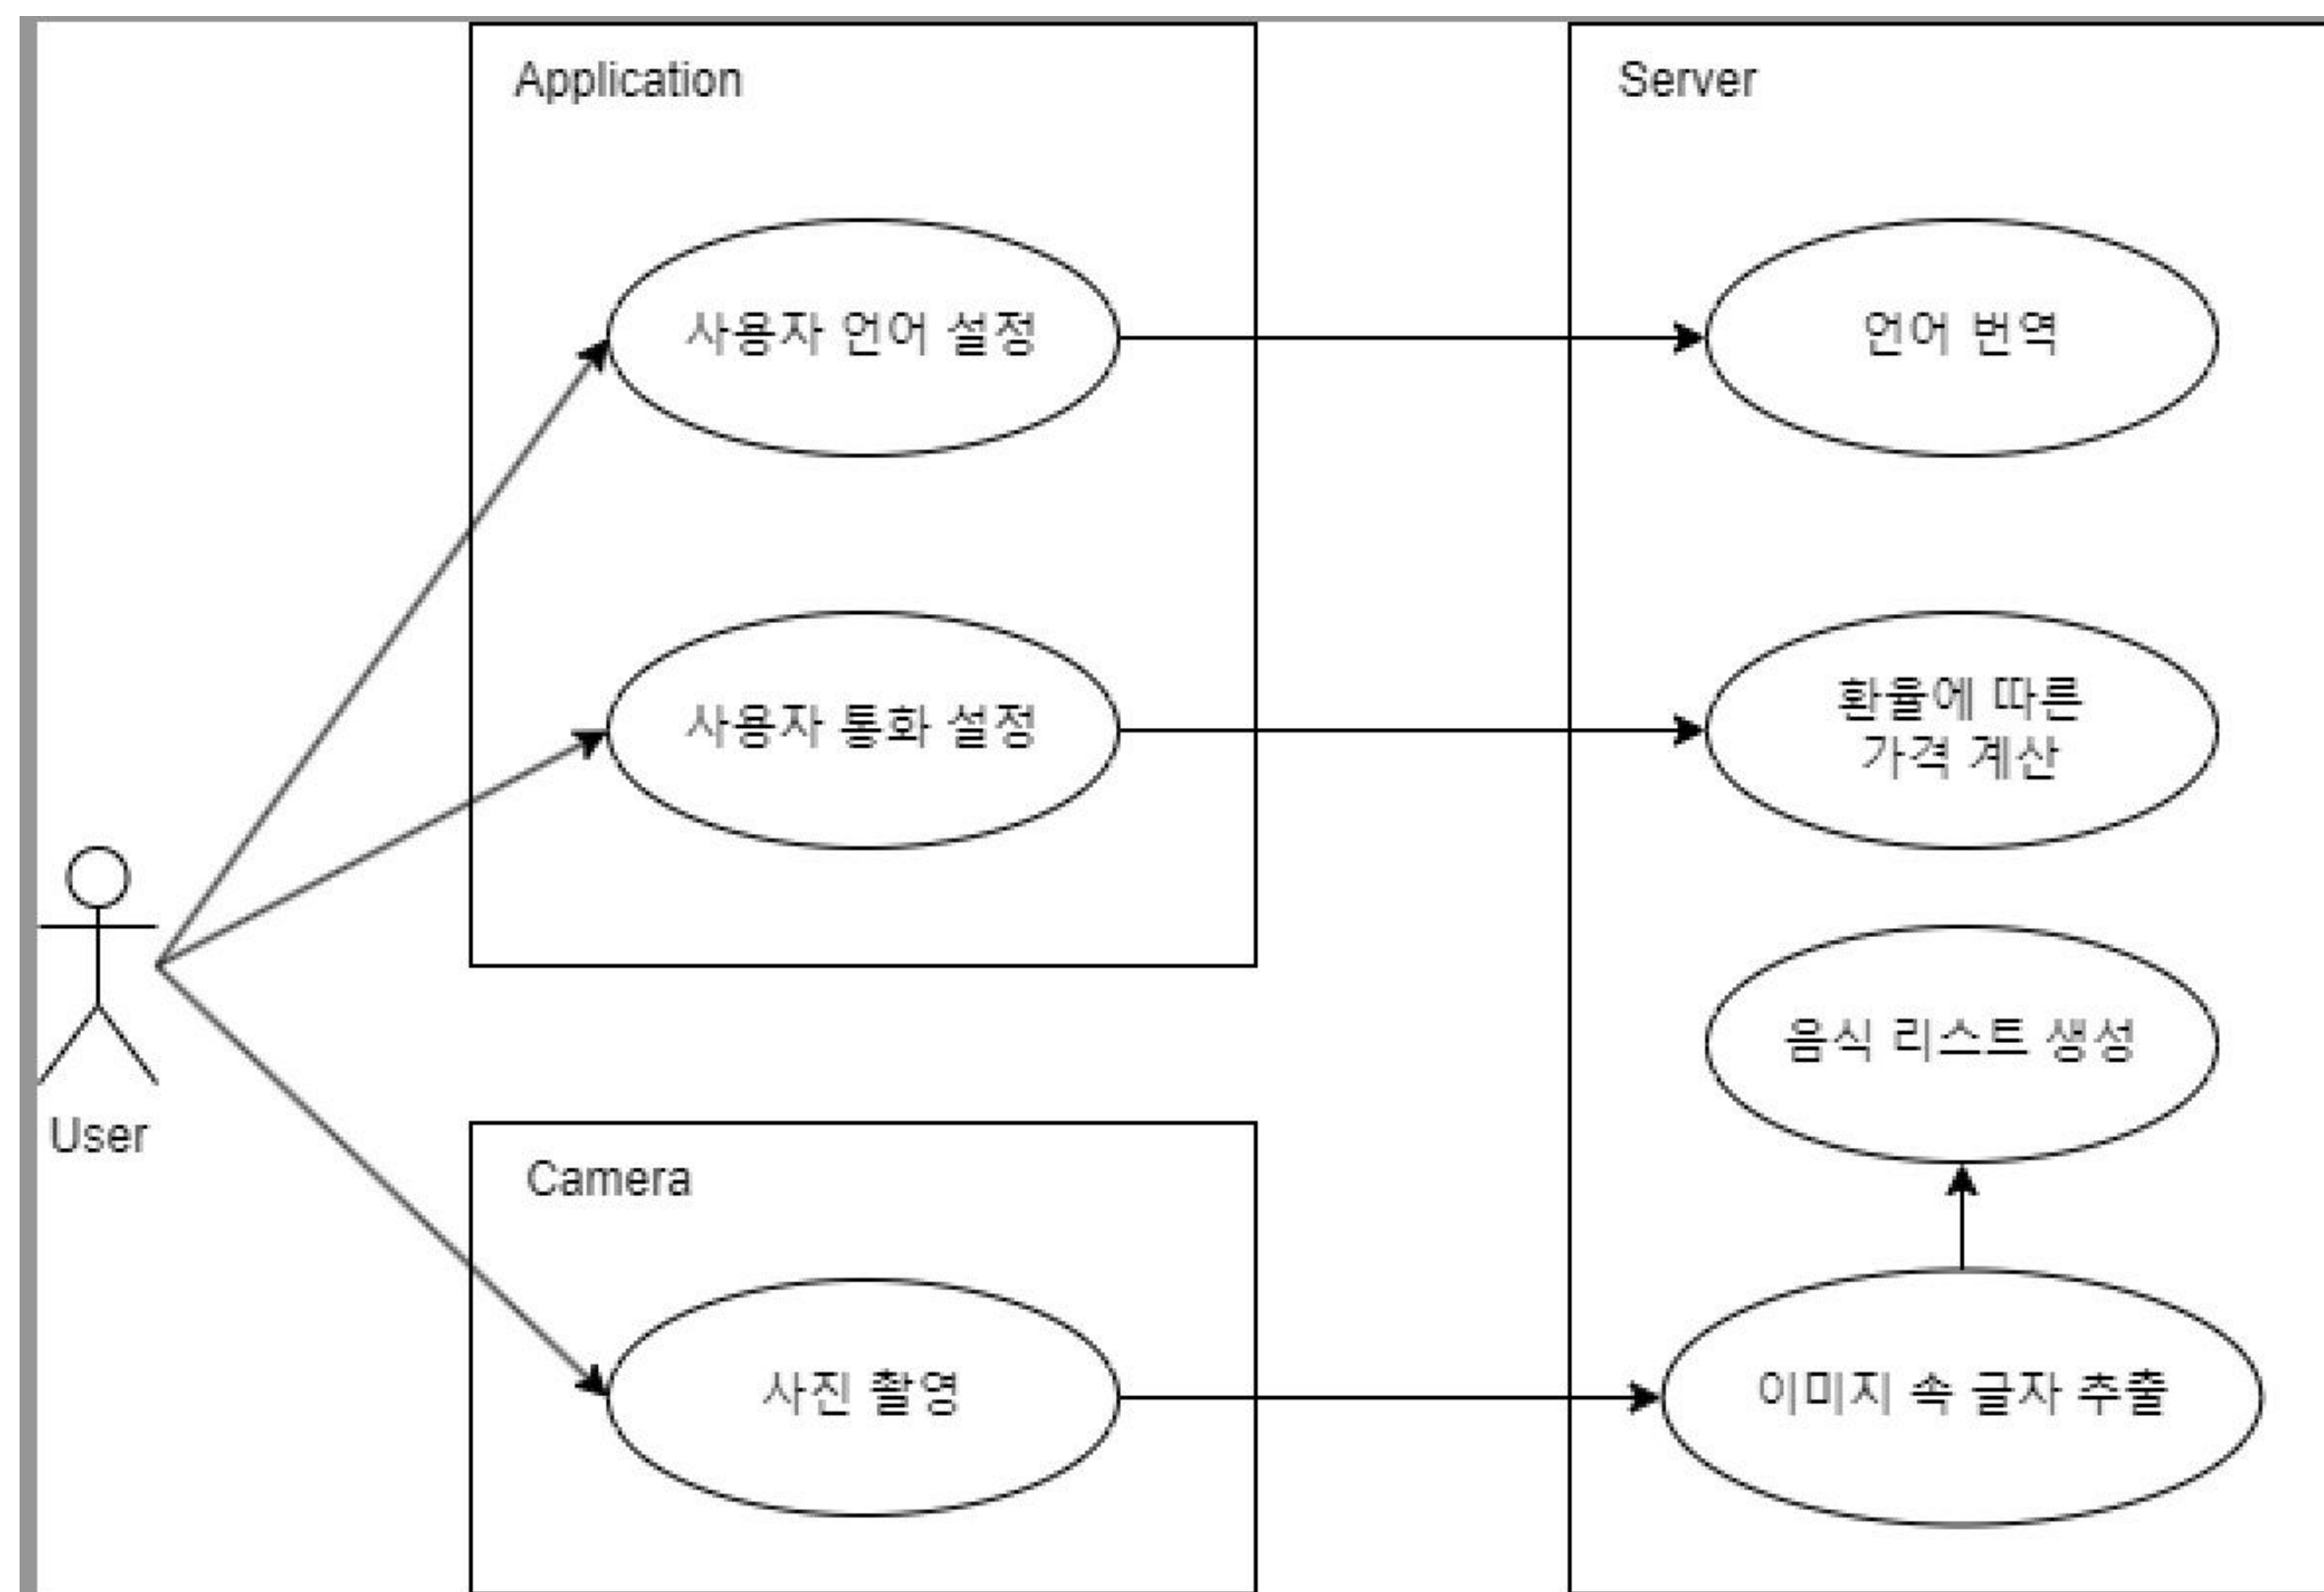 Application
사용자 언어 설정
사용자 통화 설정
User
Camera
사진 촬영
Server
언어 번역
환율에 따른
가격 계산
음식 리스트 생성
이미지 속 글자 추출